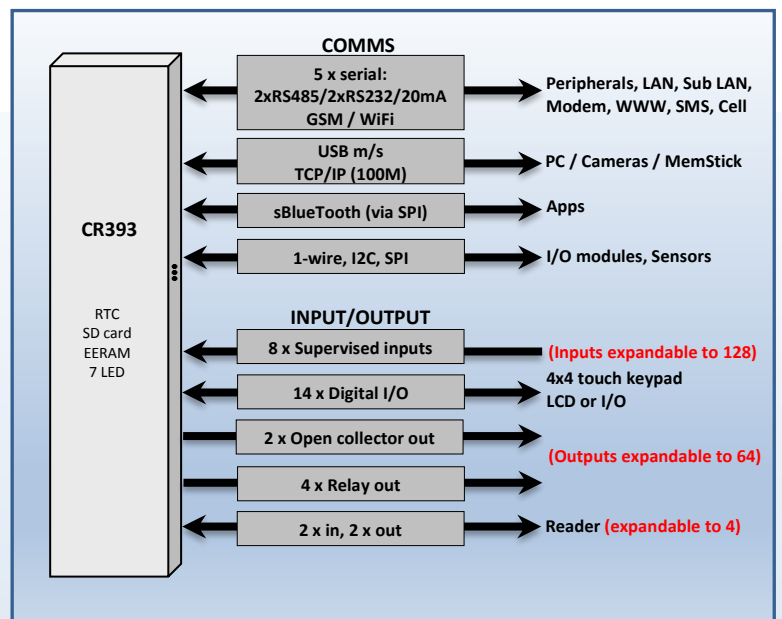 COMMS
5 x serial:
2xRS485/2xRS232/20mA
GSM / WiFi
Peripherals, LAN, Sub LAN,
Modem, WWW, SMS, Cell
USB m/s
TCP/IP (100M)
PC / Cameras / MemStick
sBlueTooth (via SPI)
Apps
1-wire, I2C, SPI
I/O modules, Sensors
CR393
RTC
SD card
EERAM
7 LED
INPUT/OUTPUT
8 x Supervised inputs
(Inputs expandable to 128)
14 x Digital I/O
4x4 touch keypad
LCD or I/O
2 x Open collector out
(Outputs expandable to 64)
4 x Relay out
2 x in, 2 x out
Reader (expandable to 4)